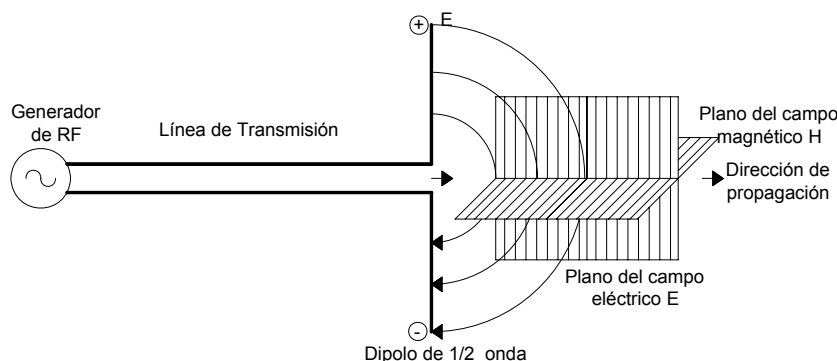 + E
Generador
de RF
Línea de Transmisión
Plano del campo
magnético H
Dirección de
propagación
Plano del campo
eléctrico E
-
Dipolo de 1/2 onda